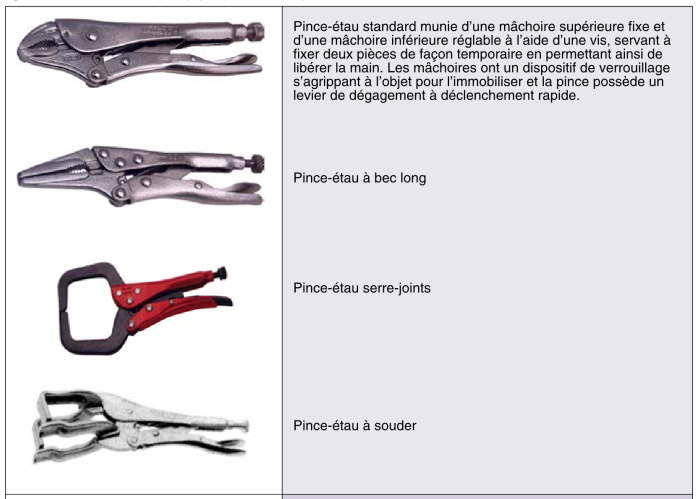 Pince-étau standard munie d'une mâchoire supérieure fixe et
d'une mâchoire inférieure réglable à l'aide d'une vis, servant à
fixer deux pièces de façon temporaire en permettant ainsi de
libérer la main. Les mâchoires ont un dispositif de verrouillage
s'agrippant à l'objet pour l'immobiliser et la pince possède un
levier de dégagement à déclenchement rapide.
Pince-étau à bec long
Pince-étau serre-joints
Pince-étau à souder